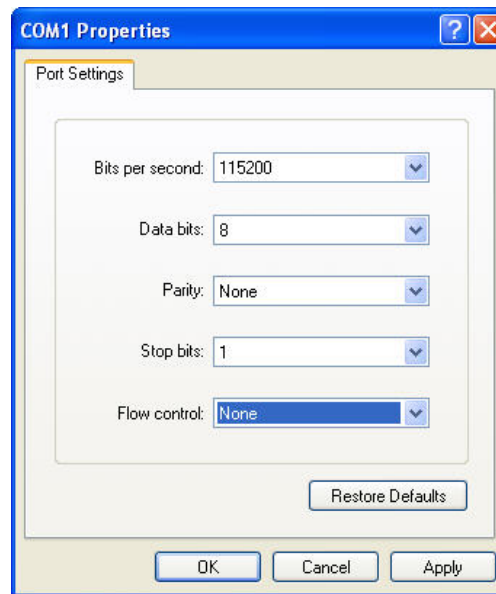 COM1 Properties
Port Settings
Bits per second: 115200
Data bits: 8
Parity: None
Stop bits: 1
Flow control: None
Restore Defaults
OK Cancel Apply